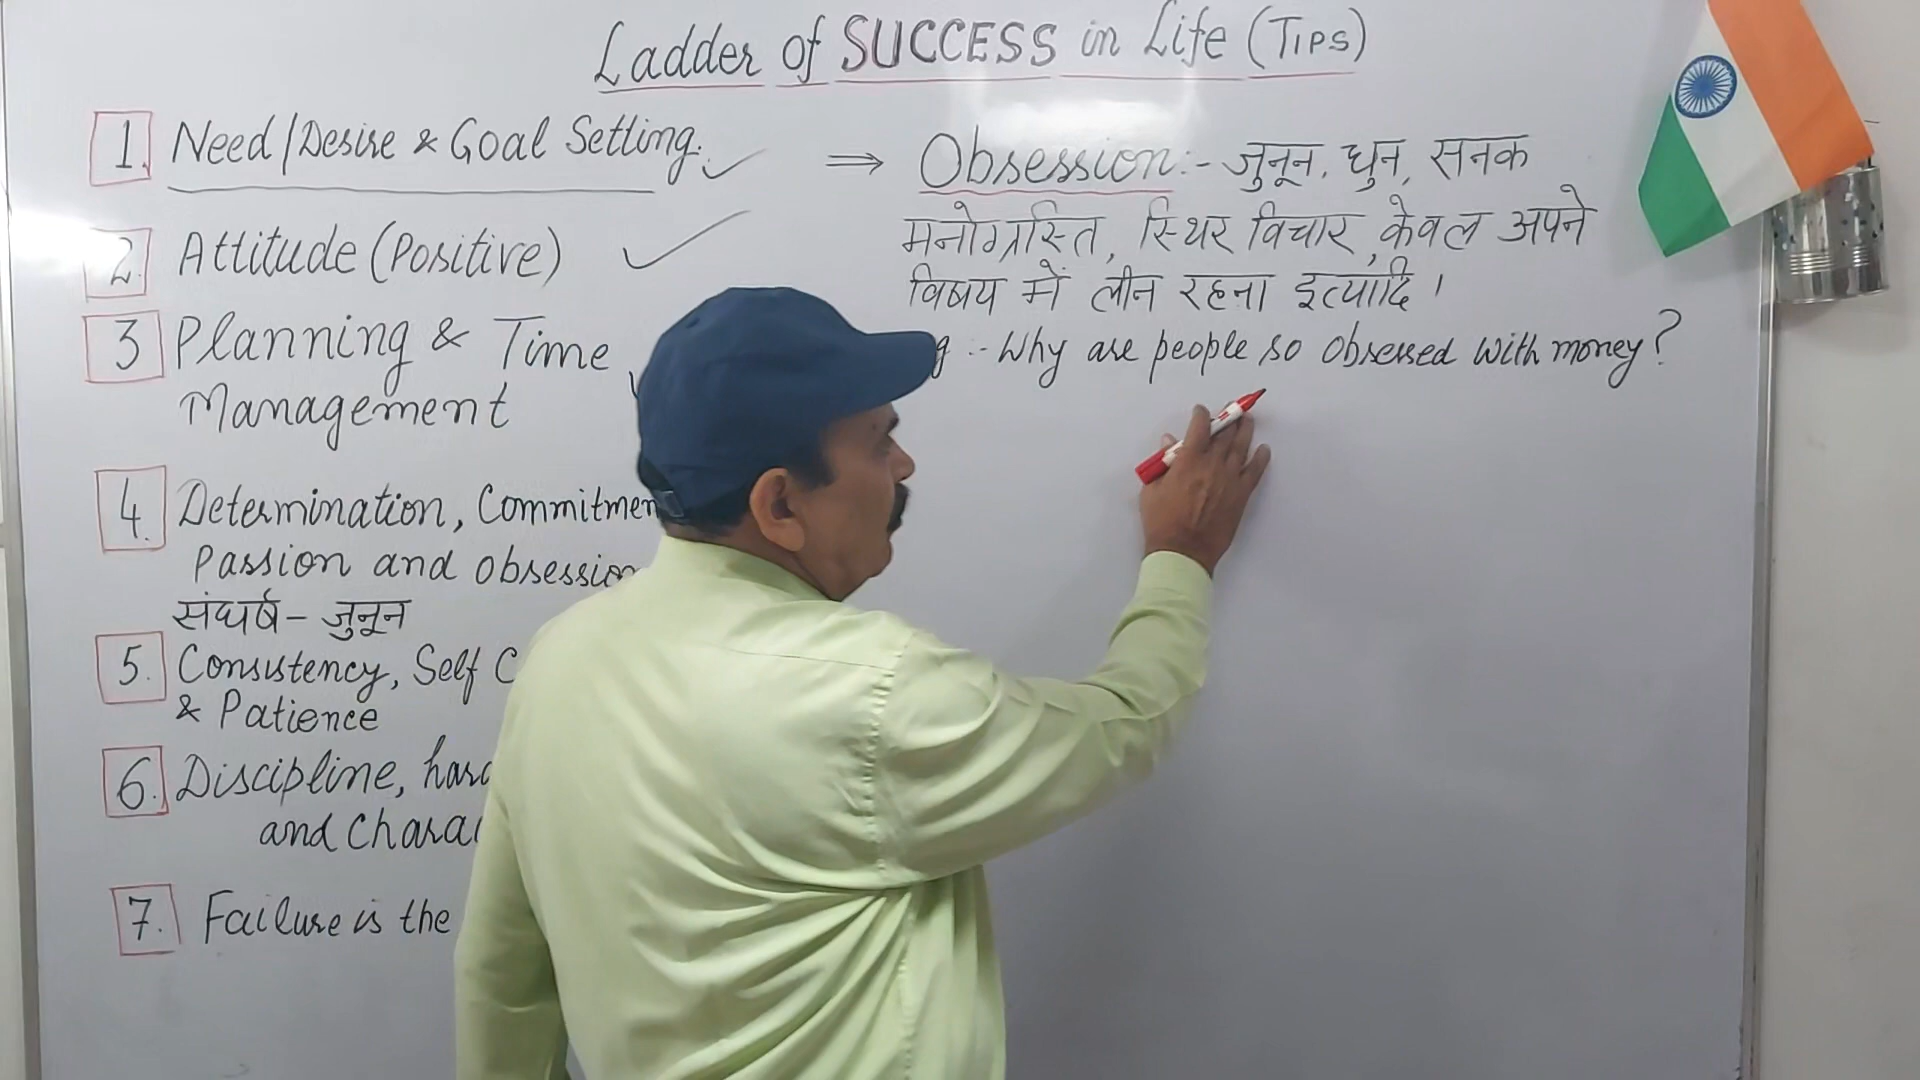 Ladder of SUCCESS in Life (TIPS)
1. Need/Desire & Goal Setting.
2. Attitude (Positive)
3 Planning & Time
Management
4. Determination, Commitmen
Passion and obsession
संघर्ष - जुनून
5. Consistency, Self C
& Patience
6. Discipline, hard
and Charac
7. Failure is the
⇒ Obsession :- जुनून, धुन, सनक
मनोग्रस्ति, स्थिर विचार, केवल अपने
विषय में लीन रहना इत्यादि ।
g :- Why are people so obsessed with money?